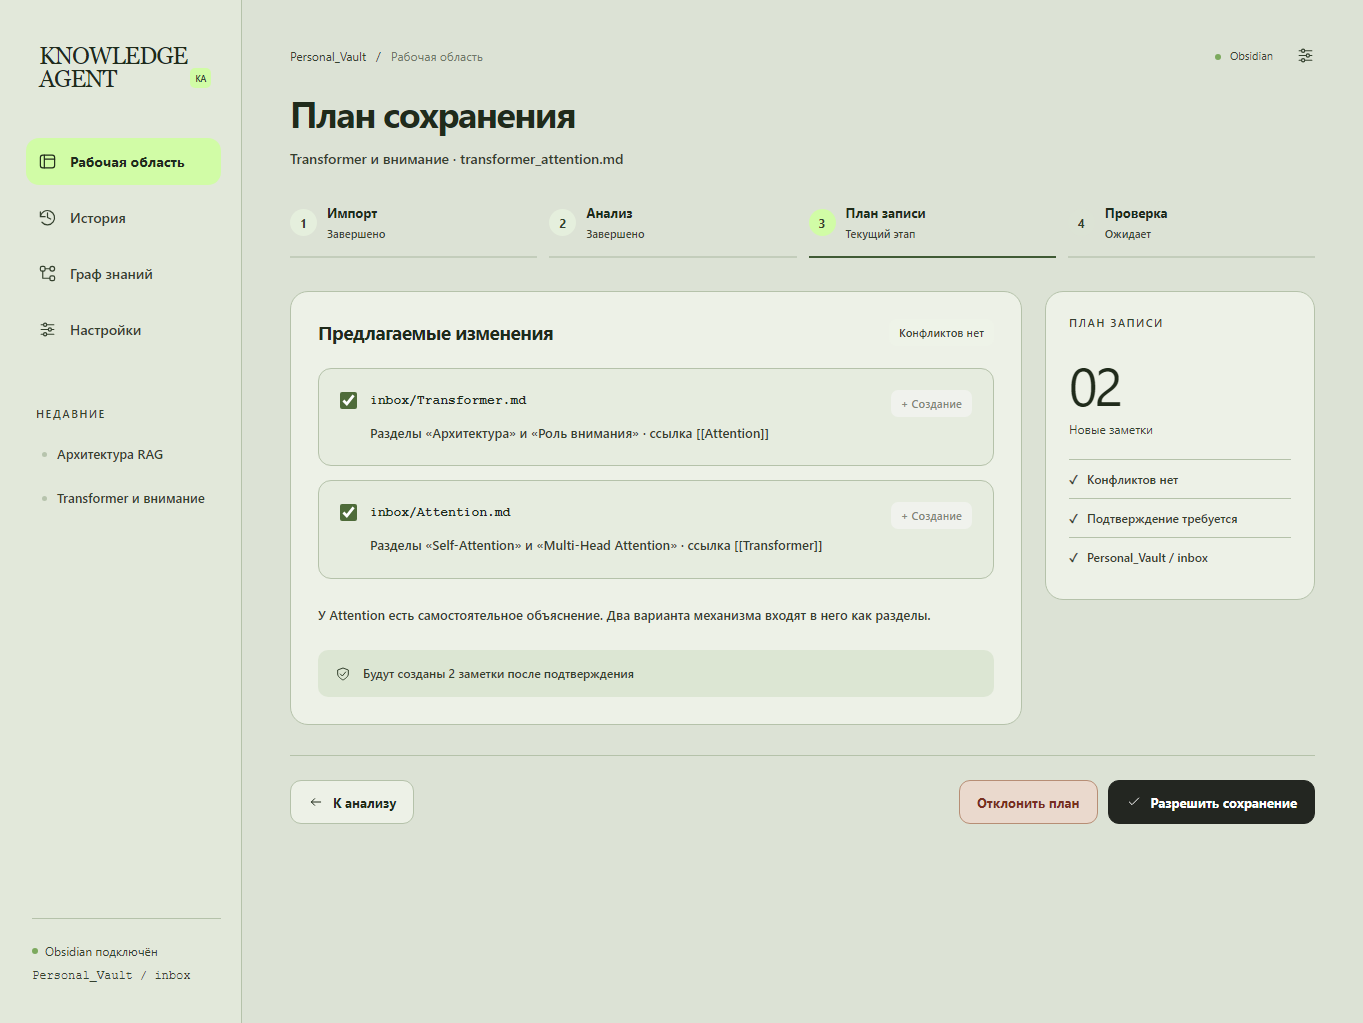 KNOWLEDGE
AGENT
KA
Рабочая область
История
Граф знаний
Настройки
НЕДАВНИЕ
Архитектура RAG
Transformer и внимание
Obsidian подключён
Personal_Vault / inbox
Personal_Vault / Рабочая область
Obsidian
План сохранения
Transformer и внимание · transformer_attention.md
1
Импорт
Завершено
2
Анализ
Завершено
3
План записи
Текущий этап
4
Проверка
Ожидает
Предлагаемые изменения
Конфликтов нет
inbox/Transformer.md
+ Создание
Разделы «Архитектура» и «Роль внимания» · ссылка [[Attention]]
inbox/Attention.md
+ Создание
Разделы «Self-Attention» и «Multi-Head Attention» · ссылка [[Transformer]]
У Attention есть самостоятельное объяснение. Два варианта механизма входят в него как разделы.
Будут созданы 2 заметки после подтверждения
ПЛАН ЗАПИСИ
02
Новые заметки
✓ Конфликтов нет
✓ Подтверждение требуется
✓ Personal_Vault / inbox
← К анализу
Отклонить план
✓ Разрешить сохранение